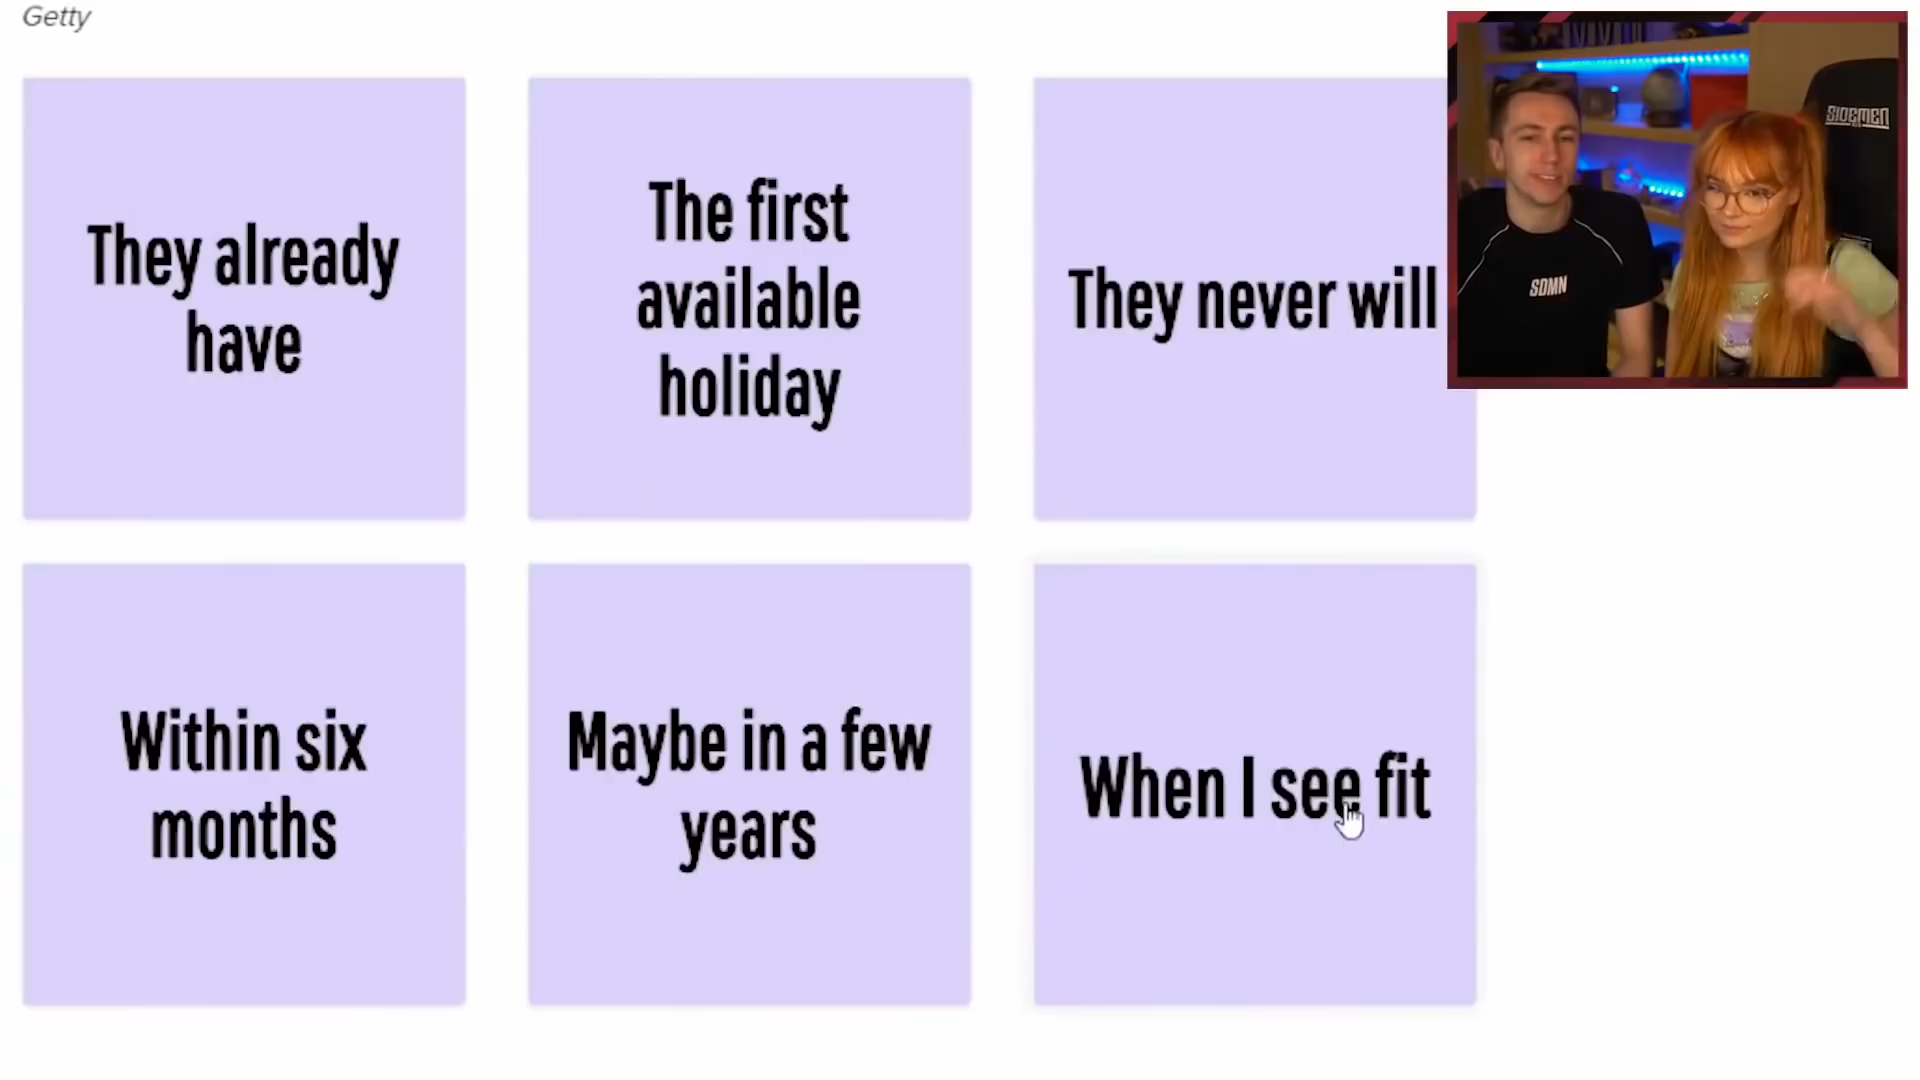 Getty
They already
have
The first
available
holiday
They never will
Within six
months
Maybe in a few
years
When I see fit
SIDEMEN
SDMN